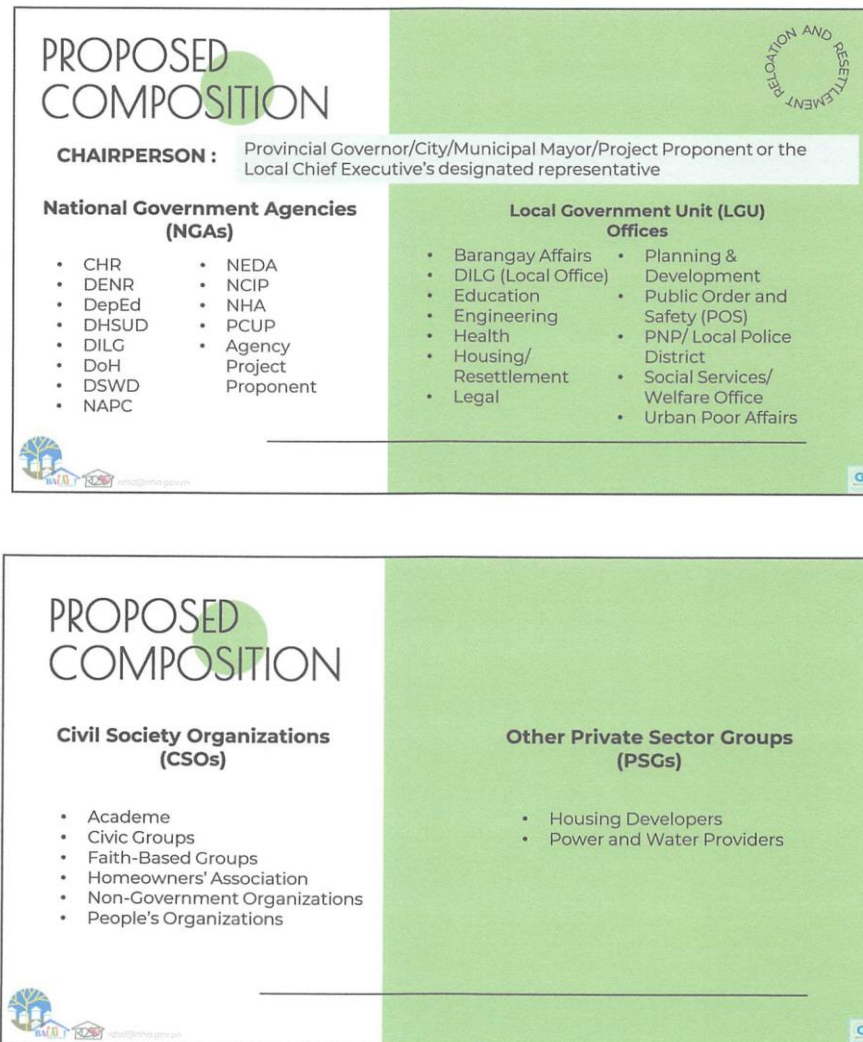 PROPOSED
COMPOSITION
RELOATION AND RESETTLEMENT
CHAIRPERSON :
Provincial Governor/City/Municipal Mayor/Project Proponent or the
Local Chief Executive's designated representative
National Government Agencies
(NGAs)
• CHR
• DENR
• DepEd
• DHSUD
• DILG
• DoH
• DSWD
• NAPC
• NEDA
• NCIP
• NHA
• PCUP
• Agency
Project
Proponent
Local Government Unit (LGU)
Offices
• Barangay Affairs
• DILG (Local Office)
• Education
• Engineering
• Health
• Housing/
Resettlement
• Legal
• Planning &
Development
• Public Order and
Safety (POS)
• PNP/ Local Police
District
• Social Services/
Welfare Office
• Urban Poor Affairs
PROPOSED
COMPOSITION
Civil Society Organizations
(CSOs)
• Academe
• Civic Groups
• Faith-Based Groups
• Homeowners' Association
• Non-Government Organizations
• People's Organizations
Other Private Sector Groups
(PSGs)
• Housing Developers
• Power and Water Providers